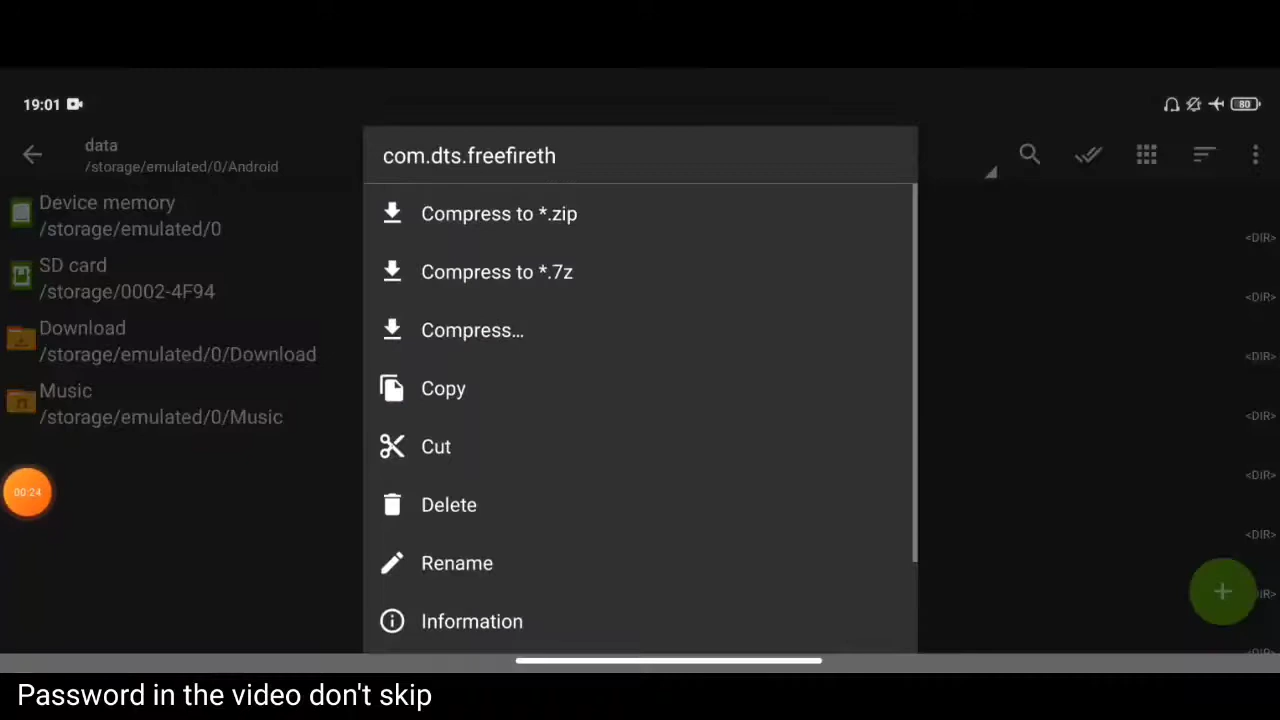 19:01
80
data
/storage/emulated/0/Android
Device memory
/storage/emulated/0
SD card
/storage/0002-4F94
Download
/storage/emulated/0/Download
Music
/storage/emulated/0/Music
00:24
com.dts.freefireth
Compress to *.zip
Compress to *.7z
Compress...
Copy
Cut
Delete
Rename
Information
<DIR>
<DIR>
<DIR>
<DIR>
<DIR>
<DIR>
IR>
Password in the video don't skip